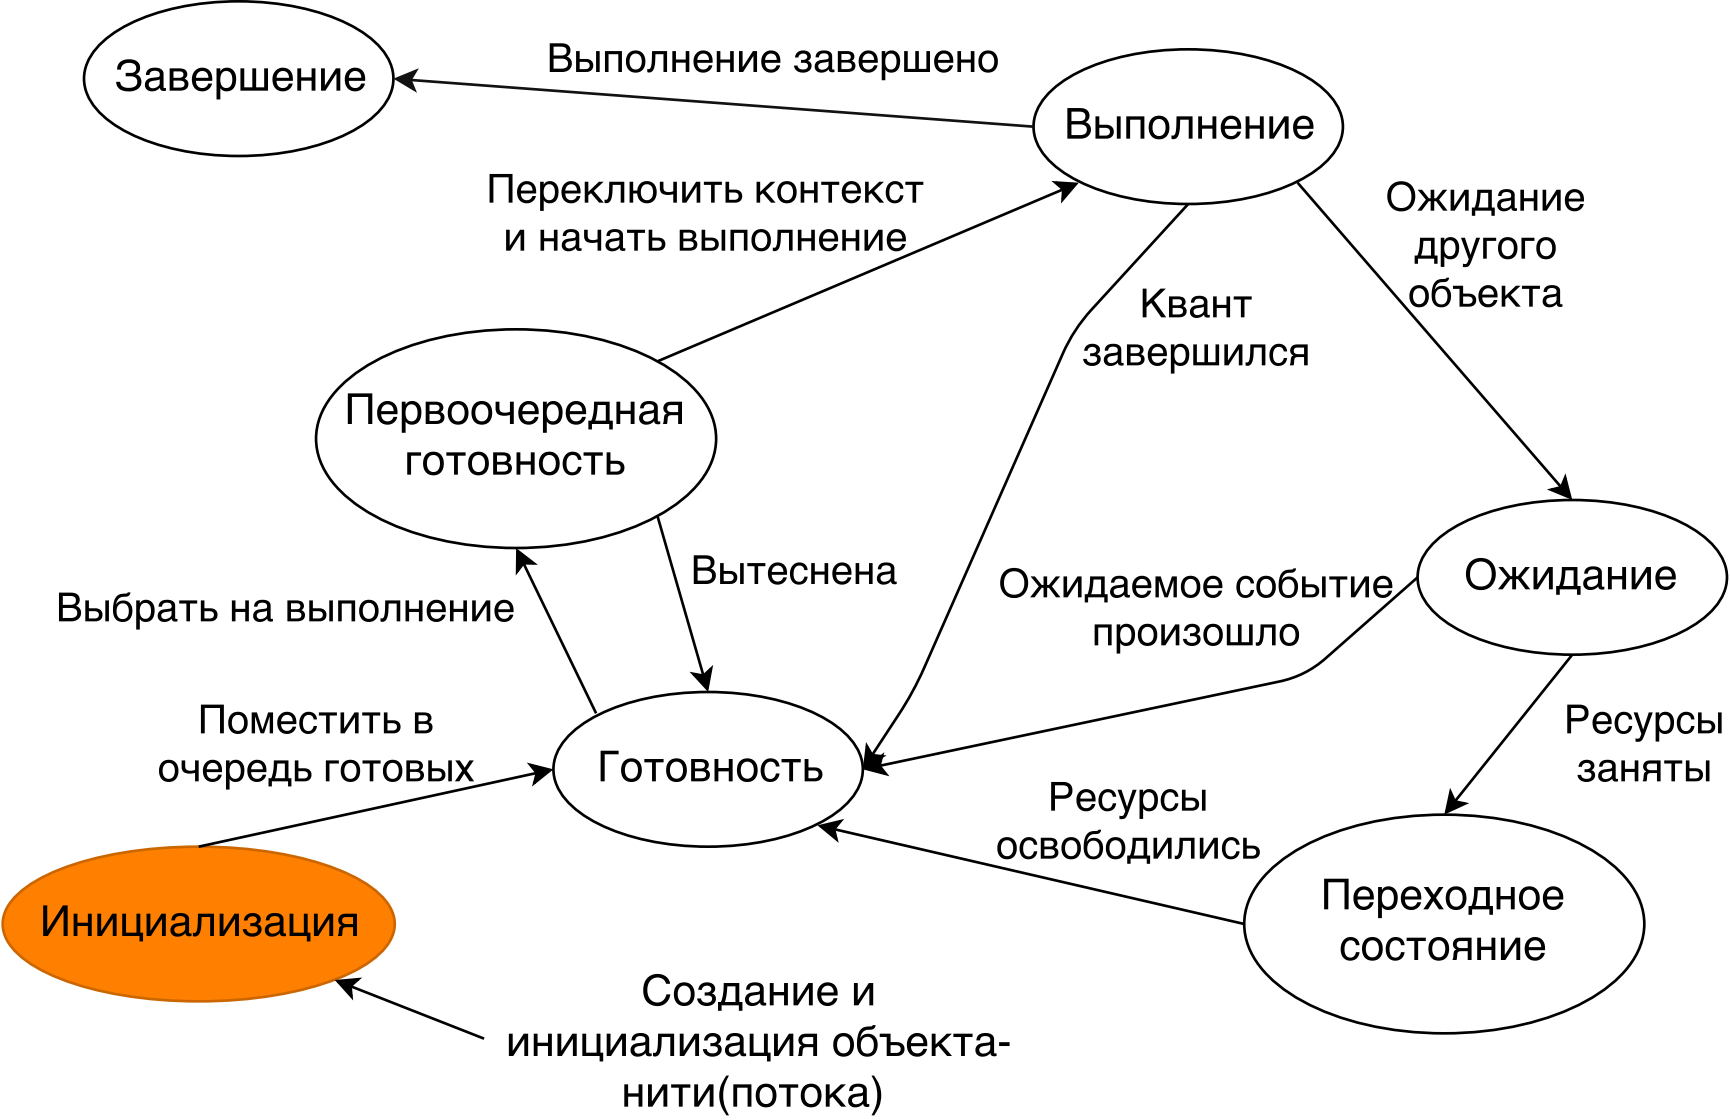 Завершение
Выполнение завершено
Выполнение
Переключить контекст
и начать выполнение
Ожидание
другого
объекта
Квант
завершился
Первоочередная
готовность
Вытеснена
Выбрать на выполнение
Ожидаемое событие
произошло
Ожидание
Поместить в
очередь готовых
Готовность
Ресурсы
заняты
Ресурсы
освободились
Инициализация
Переходное
состояние
Создание и
инициализация объекта-
нити(потока)